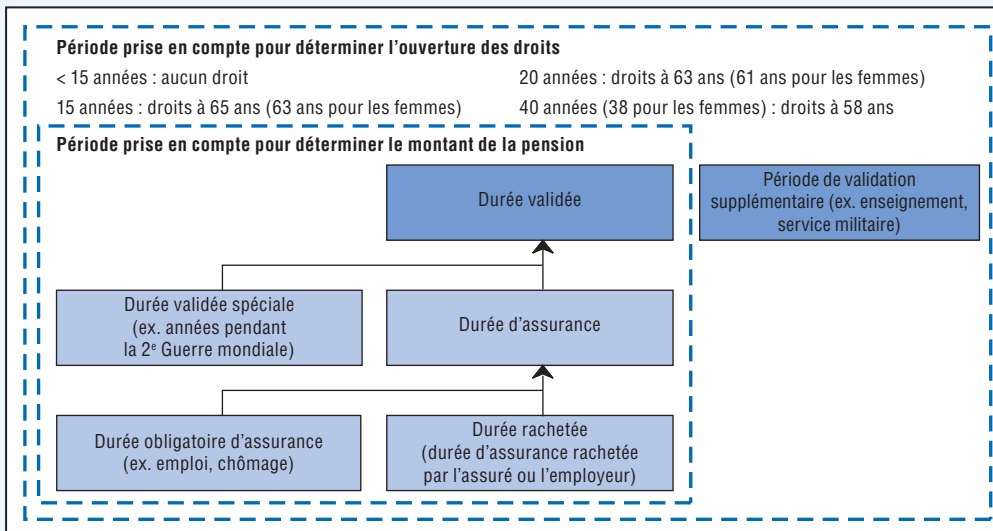 Période prise en compte pour déterminer l'ouverture des droits
< 15 années : aucun droit
20 années : droits à 63 ans (61 ans pour les femmes)
15 années : droits à 65 ans (63 ans pour les femmes)
40 années (38 pour les femmes) : droits à 58 ans
Période prise en compte pour déterminer le montant de la pension
Durée validée
Période de validation
supplémentaire (ex. enseignement,
service militaire)
Durée validée spéciale
(ex. années pendant
la 2e Guerre mondiale)
Durée d'assurance
Durée obligatoire d'assurance
(ex. emploi, chômage)
Durée rachetée
(durée d'assurance rachetée
par l'assuré ou l'employeur)